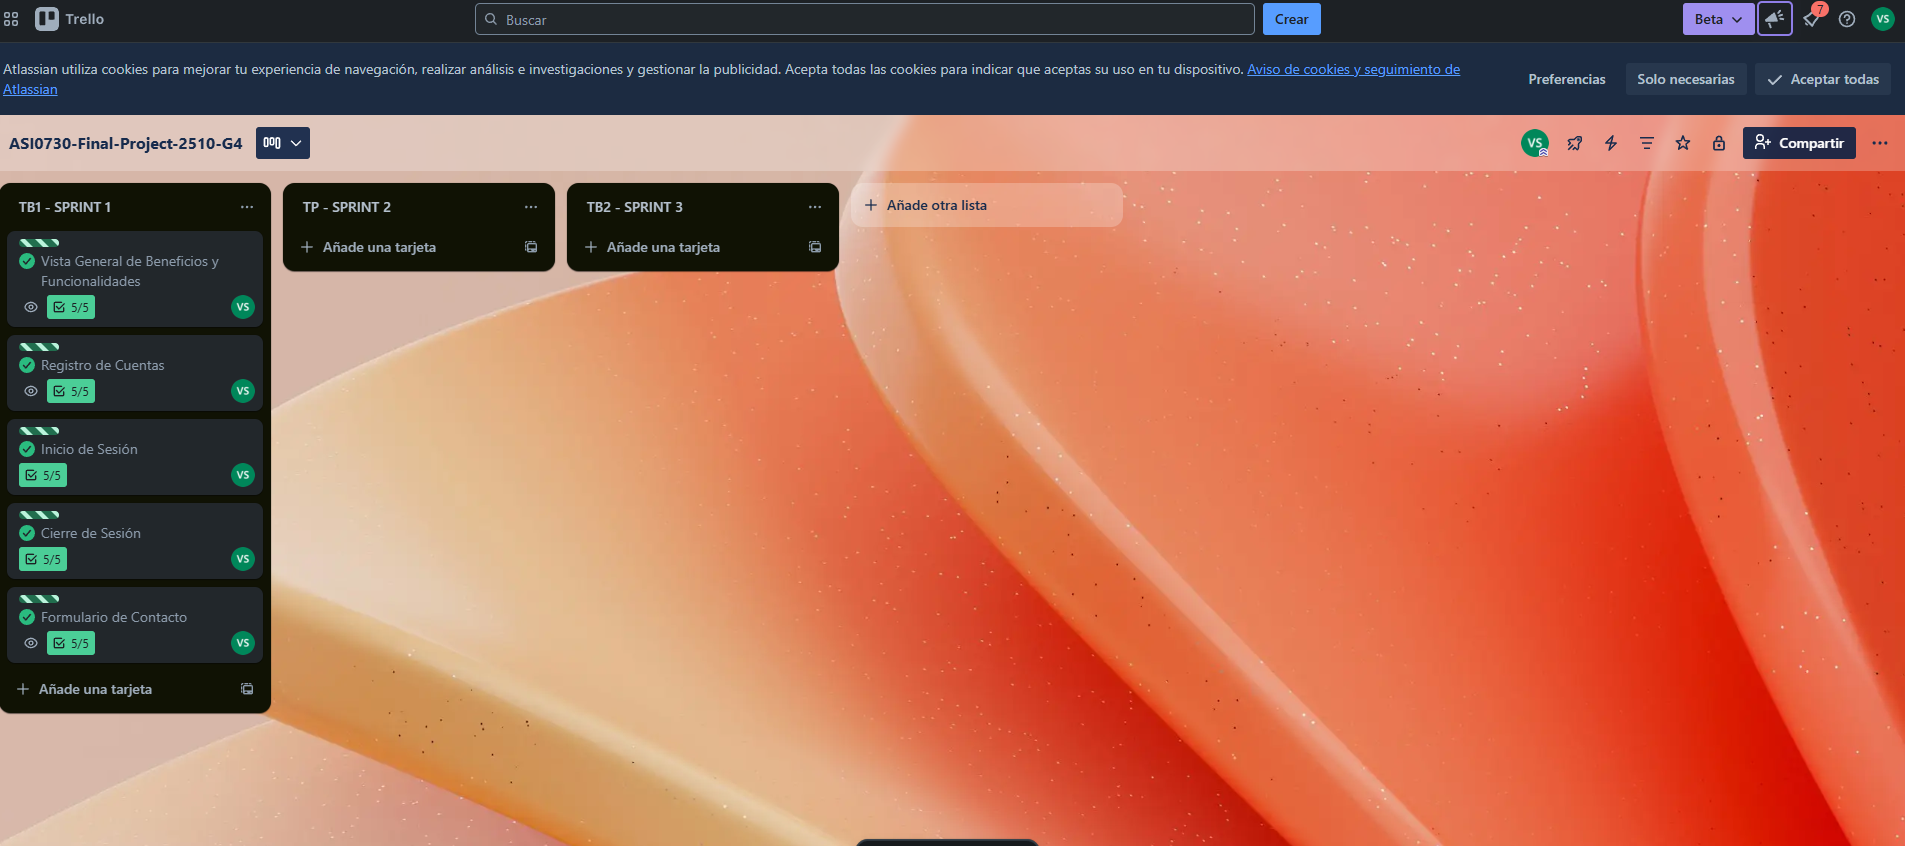 Trello
Buscar
Crear
Beta
7
VS
Atlassian utiliza cookies para mejorar tu experiencia de navegación, realizar análisis e investigaciones y gestionar la publicidad. Acepta todas las cookies para indicar que aceptas su uso en tu dispositivo. Aviso de cookies y seguimiento de
Atlassian
Preferencias
Solo necesarias
Aceptar todas
ASI0730-Final-Project-2510-G4
VS
Compartir
TB1 - SPRINT 1
Vista General de Beneficios y
Funcionalidades
5/5
VS
Registro de Cuentas
5/5
VS
Inicio de Sesión
5/5
VS
Cierre de Sesión
5/5
VS
Formulario de Contacto
5/5
VS
Añade una tarjeta
TP - SPRINT 2
Añade una tarjeta
TB2 - SPRINT 3
Añade una tarjeta
Añade otra lista